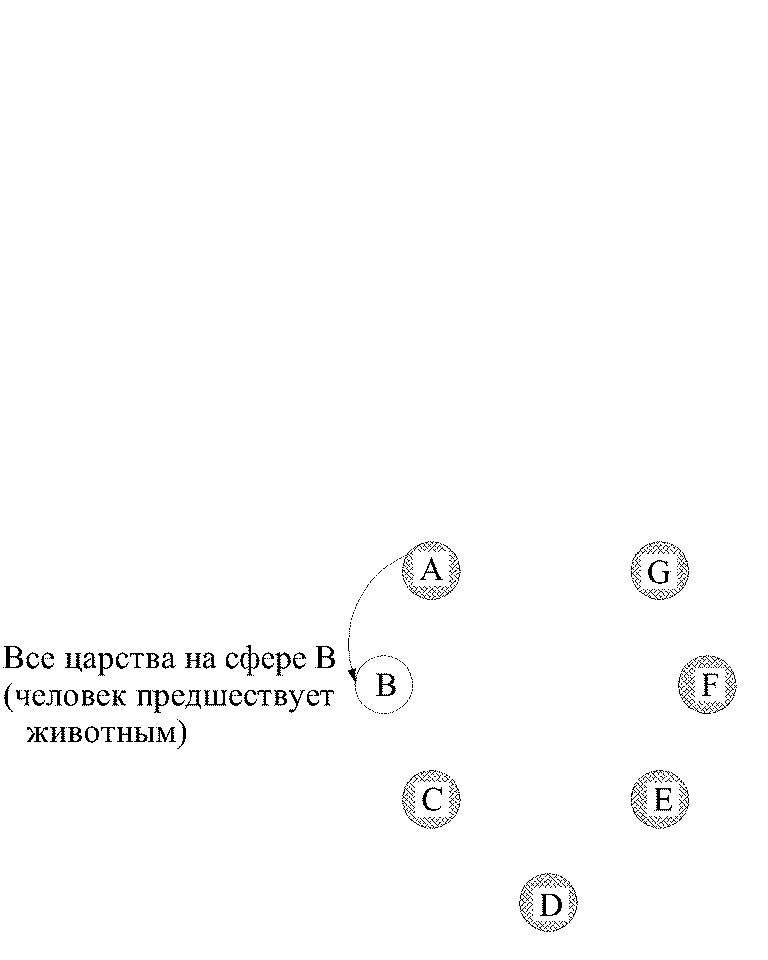 A
G
Все царства на сфере B
(человек предшествует
животным)
B
F
C
E
D